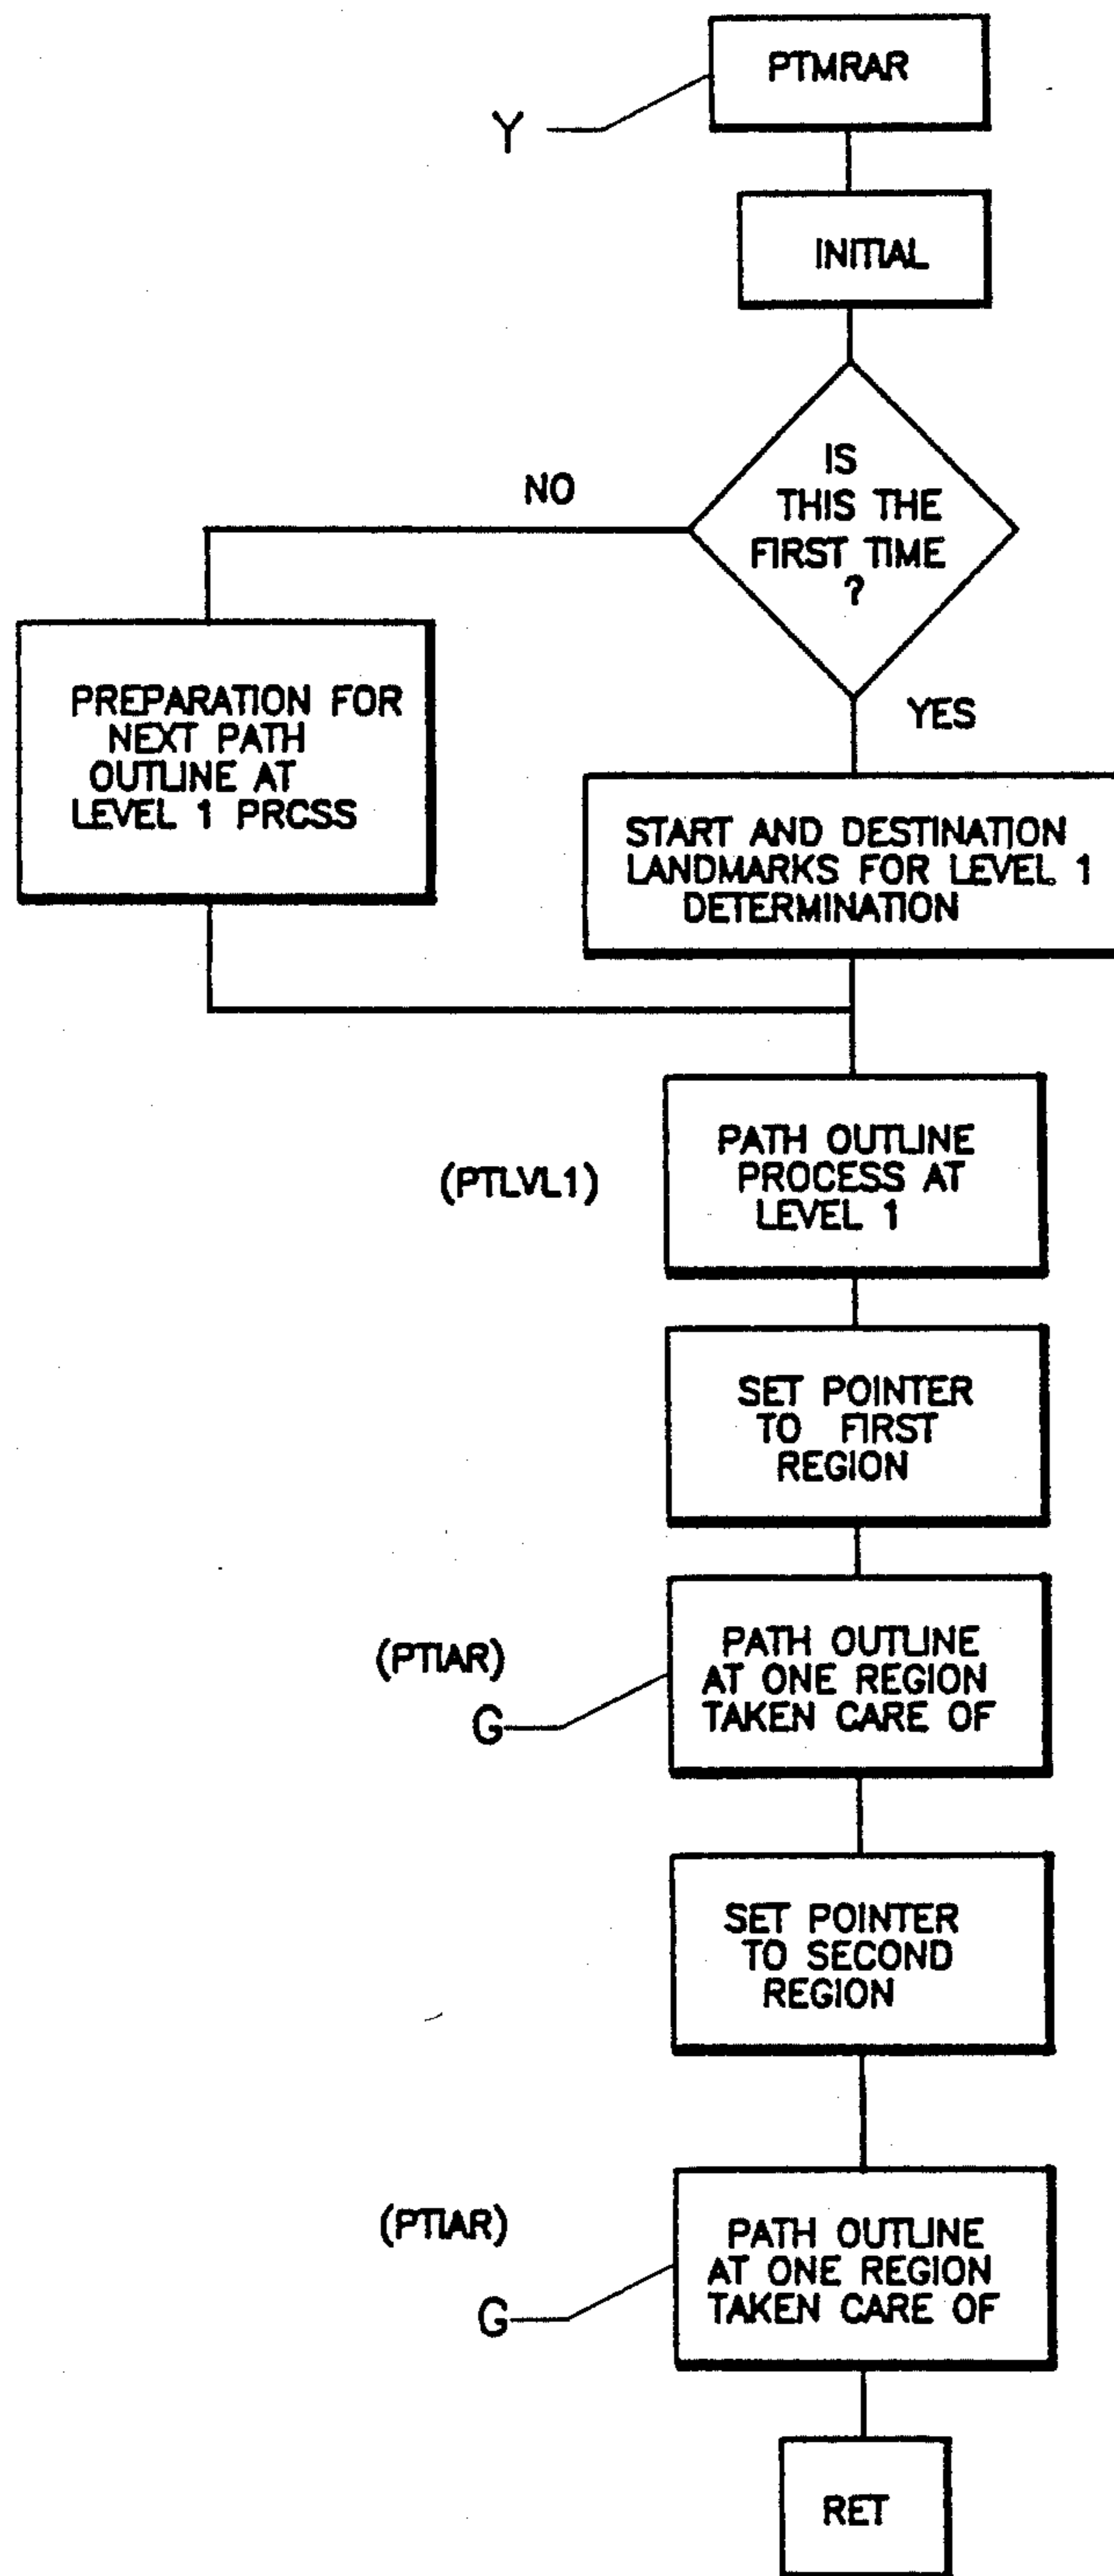 PTMRAR
Y
INITIAL
IS
THIS THE
FIRST TIME
?
NO
YES
PREPARATION FOR
NEXT PATH
OUTLINE AT
LEVEL 1 PRCSS
START AND DESTINATION
LANDMARKS FOR LEVEL 1
DETERMINATION
(PTLVL1)
PATH OUTLINE
PROCESS AT
LEVEL 1
SET POINTER
TO FIRST
REGION
(PTIAR)
G
PATH OUTLINE
AT ONE REGION
TAKEN CARE OF
SET POINTER
TO SECOND
REGION
(PTIAR)
G
PATH OUTLINE
AT ONE REGION
TAKEN CARE OF
RET